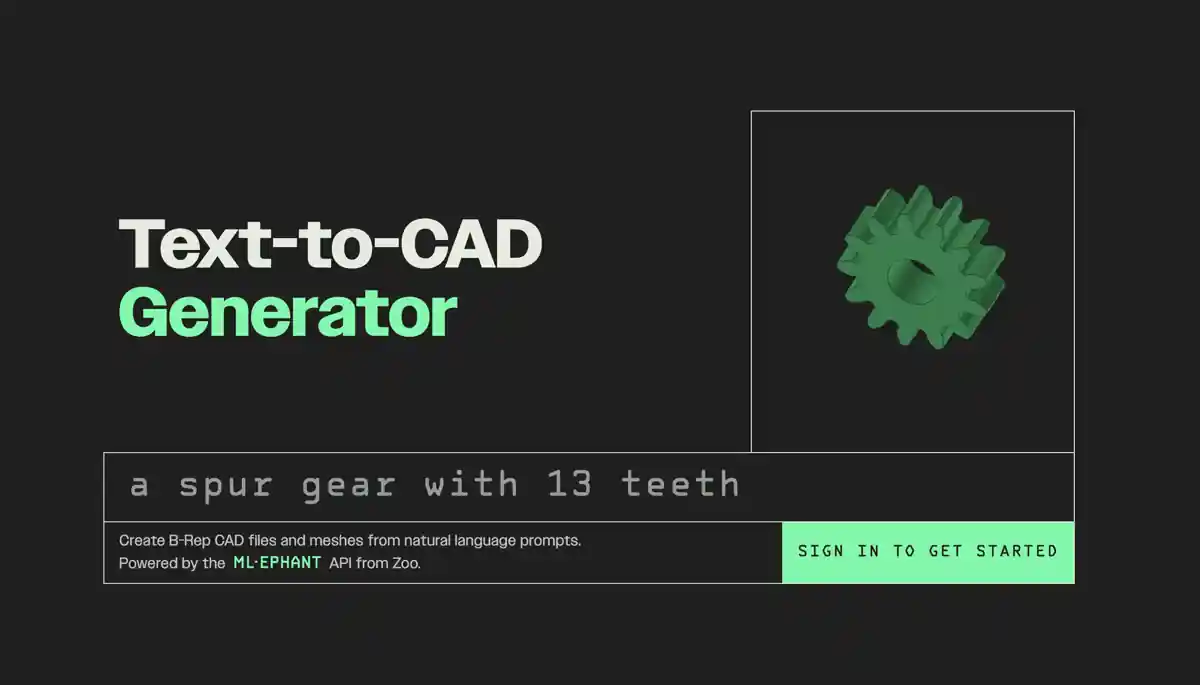 Text-to-CAD
Generator
a spur gear with 13 teeth
Create B-Rep CAD files and meshes from natural language prompts.
Powered by the ML·EPHANT API from Zoo.
SIGN IN TO GET STARTED